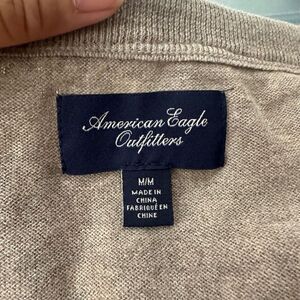 American Eagle
Outfitters
M/M
MADE IN
CHINA
FABRIQUÉ EN
CHINE